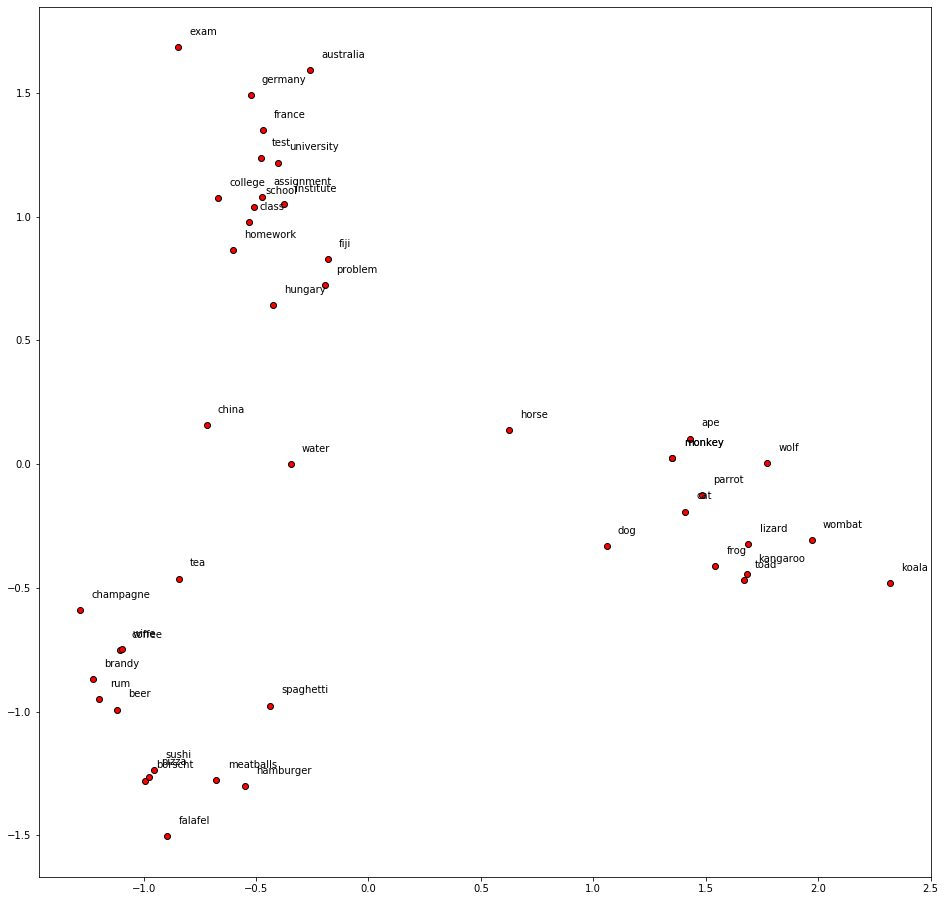 exam
australia
germany
france
test
university
assignment
college
institute
school
class
homework
fiji
problem
hungary
china
horse
ape
monkey
water
wolf
parrot
cat
dog
lizard
wombat
frog
kangaroo
toad
koala
tea
champagne
wine
coffee
brandy
rum
beer
spaghetti
sushi
pizza
borscht
meatballs
hamburger
falafel
1.5
1.0
0.5
0.0
−0.5
−1.0
−1.5
−1.0 −0.5 0.0 0.5 1.0 1.5 2.0 2.5